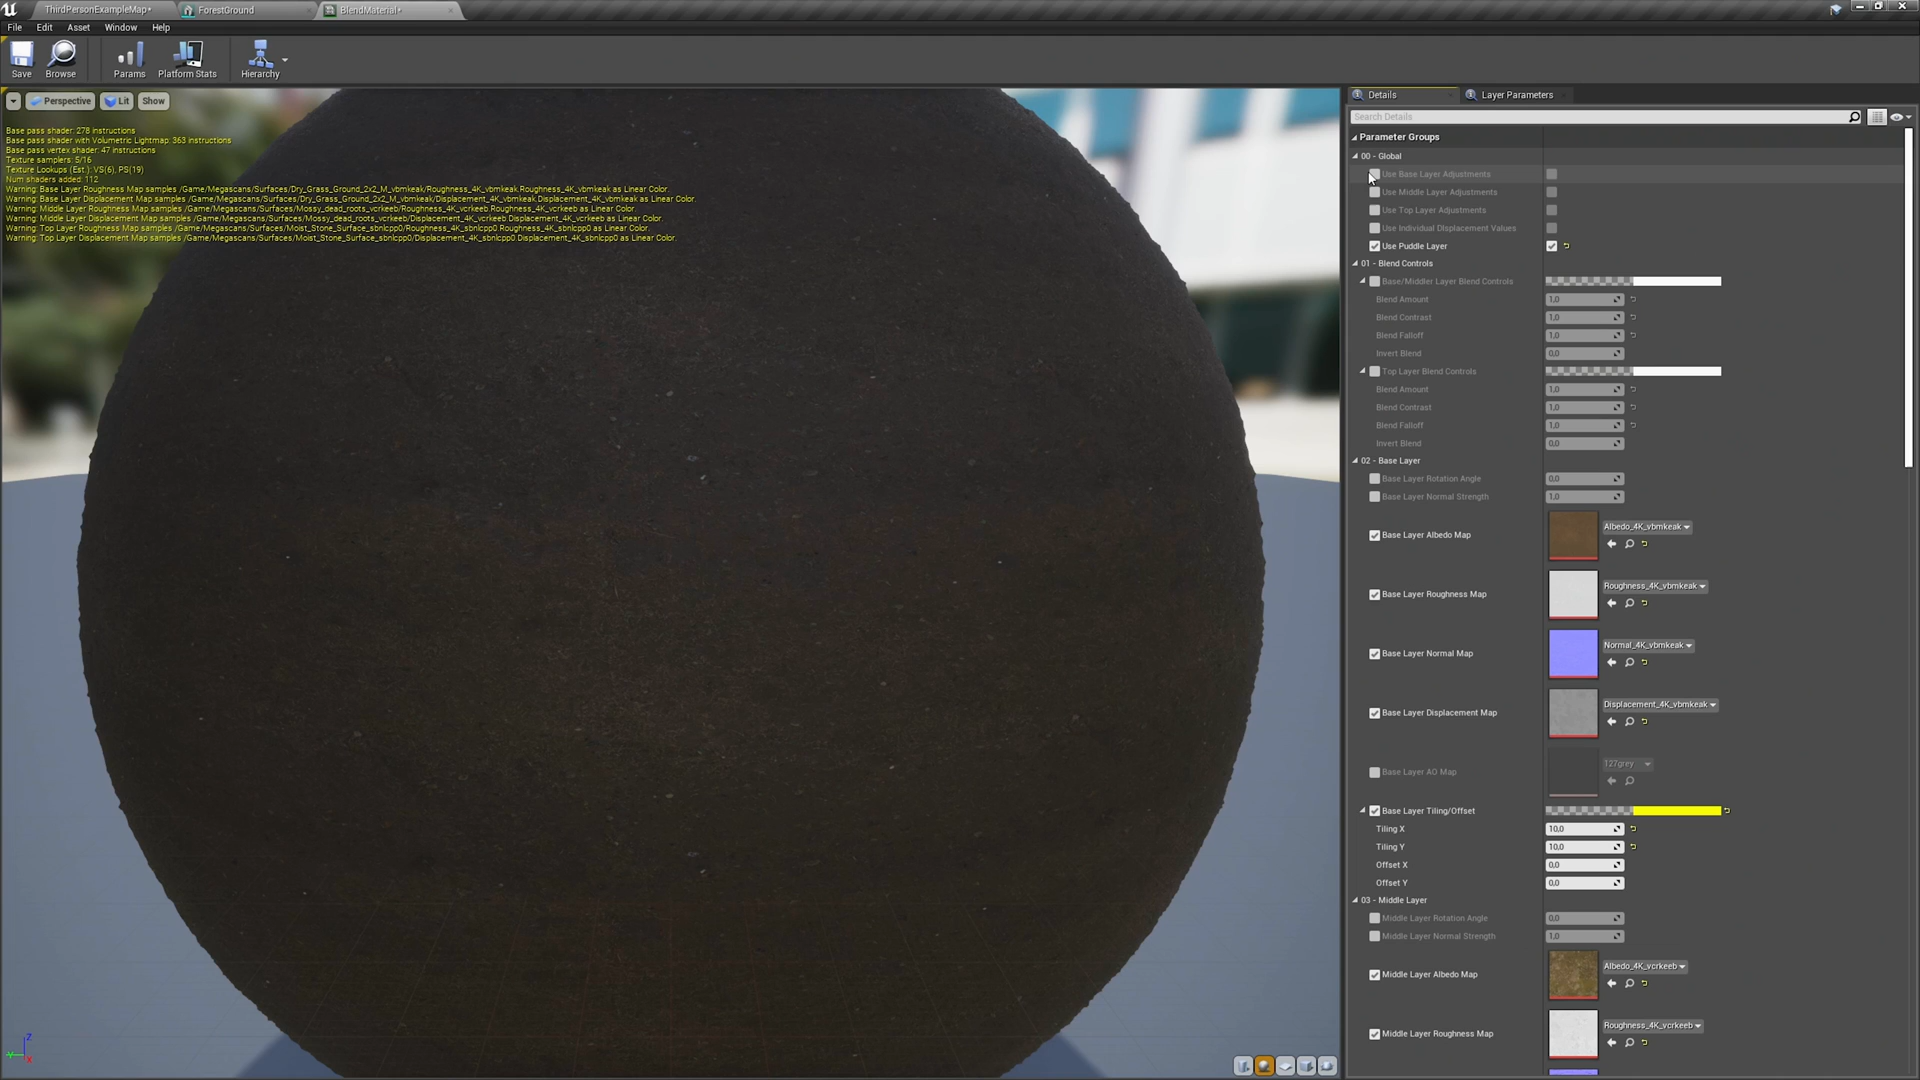 ThirdPersonExampleMap*
ForestGround
BlendMaterial*
File Edit Asset Window Help
Save Browse Params Platform Stats Hierarchy
Perspective Lit Show
Base pass shader: 278 instructions
Base pass shader with Volumetric Lightmap: 363 instructions
Base pass vertex shader: 47 instructions
Texture samplers: 5/16
Texture Lookups (Est.): VS(6), PS(19)
Num shaders added: 112
Warning: Base Layer Roughness Map samples /Game/Megascans/Surfaces/Dry_Grass_Ground_2x2_M_vbmkeak/Roughness_4K_vbmkeak.Roughness_4K_vbmkeak as Linear Color.
Warning: Base Layer Displacement Map samples /Game/Megascans/Surfaces/Dry_Grass_Ground_2x2_M_vbmkeak/Displacement_4K_vbmkeak.Displacement_4K_vbmkeak as Linear Color.
Warning: Middle Layer Roughness Map samples /Game/Megascans/Surfaces/Mossy_dead_roots_vcrkeeb/Roughness_4K_vcrkeeb.Roughness_4K_vcrkeeb as Linear Color.
Warning: Middle Layer Displacement Map samples /Game/Megascans/Surfaces/Mossy_dead_roots_vcrkeeb/Displacement_4K_vcrkeeb.Displacement_4K_vcrkeeb as Linear Color.
Warning: Top Layer Roughness Map samples /Game/Megascans/Surfaces/Moist_Stone_Surface_sbnlcpp0/Roughness_4K_sbnlcpp0.Roughness_4K_sbnlcpp0 as Linear Color.
Warning: Top Layer Displacement Map samples /Game/Megascans/Surfaces/Moist_Stone_Surface_sbnlcpp0/Displacement_4K_sbnlcpp0.Displacement_4K_sbnlcpp0 as Linear Color.
Z
Y
X
Details
Layer Parameters
Search Details
Parameter Groups
00 - Global
Use Base Layer Adjustments
Use Middle Layer Adjustments
Use Top Layer Adjustments
Use Individual Displacement Values
Use Puddle Layer
01 - Blend Controls
Base/Middler Layer Blend Controls
Blend Amount 1,0
Blend Contrast 1,0
Blend Falloff 1,0
Invert Blend 0,0
Top Layer Blend Controls
Blend Amount 1,0
Blend Contrast 1,0
Blend Falloff 1,0
Invert Blend 0,0
02 - Base Layer
Base Layer Rotation Angle 0,0
Base Layer Normal Strength 1,0
Base Layer Albedo Map Albedo_4K_vbmkeak
Base Layer Roughness Map Roughness_4K_vbmkeak
Base Layer Normal Map Normal_4K_vbmkeak
Base Layer Displacement Map Displacement_4K_vbmkeak
Base Layer AO Map 127grey
Base Layer Tiling/Offset
Tiling X 10,0
Tiling Y 10,0
Offset X 0,0
Offset Y 0,0
03 - Middle Layer
Middle Layer Rotation Angle 0,0
Middle Layer Normal Strength 1,0
Middle Layer Albedo Map Albedo_4K_vcrkeeb
Middle Layer Roughness Map Roughness_4K_vcrkeeb